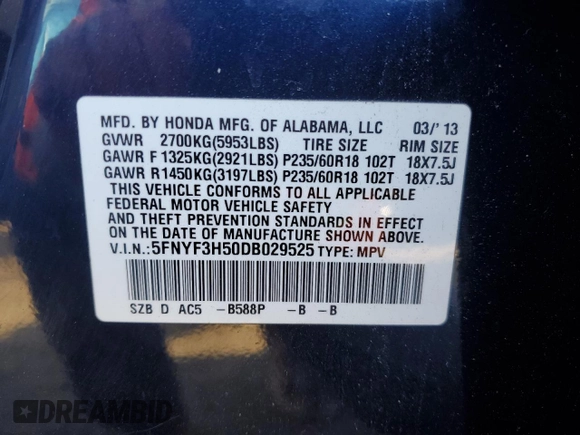 MFD. BY HONDA MFG. OF ALABAMA, LLC 03/'13
GVWR 2700KG(5953LBS) TIRE SIZE RIM SIZE
GAWR F 1325KG(2921LBS) P235/60R18 102T 18X7.5J
GAWR R 1450KG(3197LBS) P235/60R18 102T 18X7.5J
THIS VEHICLE CONFORMS TO ALL APPLICABLE
FEDERAL MOTOR VEHICLE SAFETY
AND THEFT PREVENTION STANDARDS IN EFFECT
ON THE DATE OF MANUFACTURE SHOWN ABOVE.
V.I.N.:5FNYF3H50DB029525 TYPE: MPV
SZB D AC5 -B588P -B -B
DREAMBID